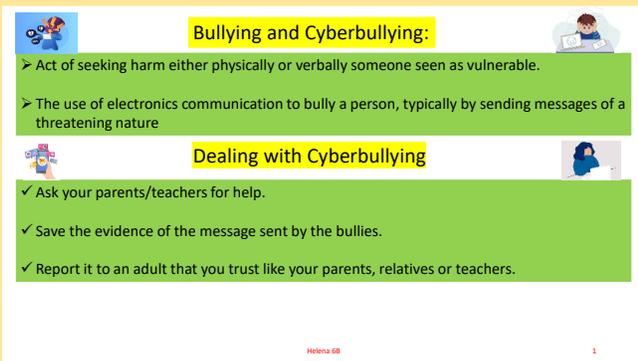 Bullying and Cyberbullying:
➢ Act of seeking harm either physically or verbally someone seen as vulnerable.
➢ The use of electronics communication to bully a person, typically by sending messages of a
threatening nature
Dealing with Cyberbullying
✓ Ask your parents/teachers for help.
✓ Save the evidence of the message sent by the bullies.
✓ Report it to an adult that you trust like your parents, relatives or teachers.
Helena 6B
1